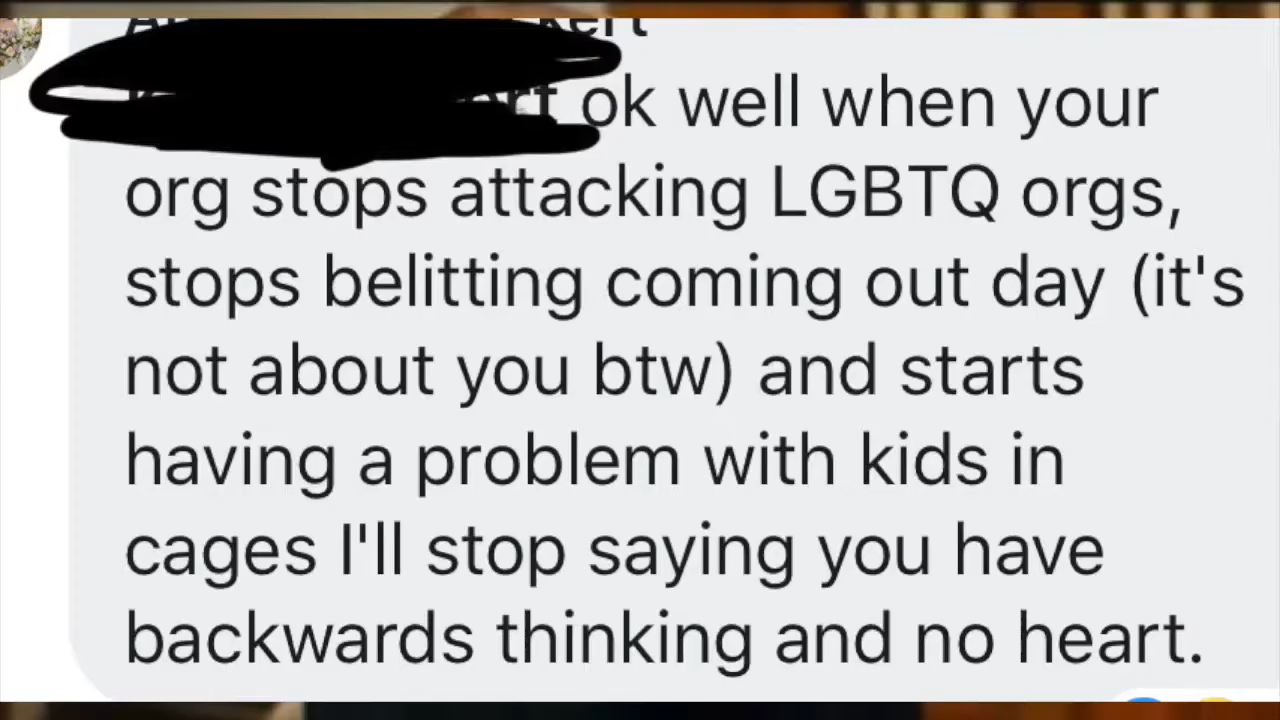 ok well when your
org stops attacking LGBTQ orgs,
stops belitting coming out day (it's
not about you btw) and starts
having a problem with kids in
cages I'll stop saying you have
backwards thinking and no heart.